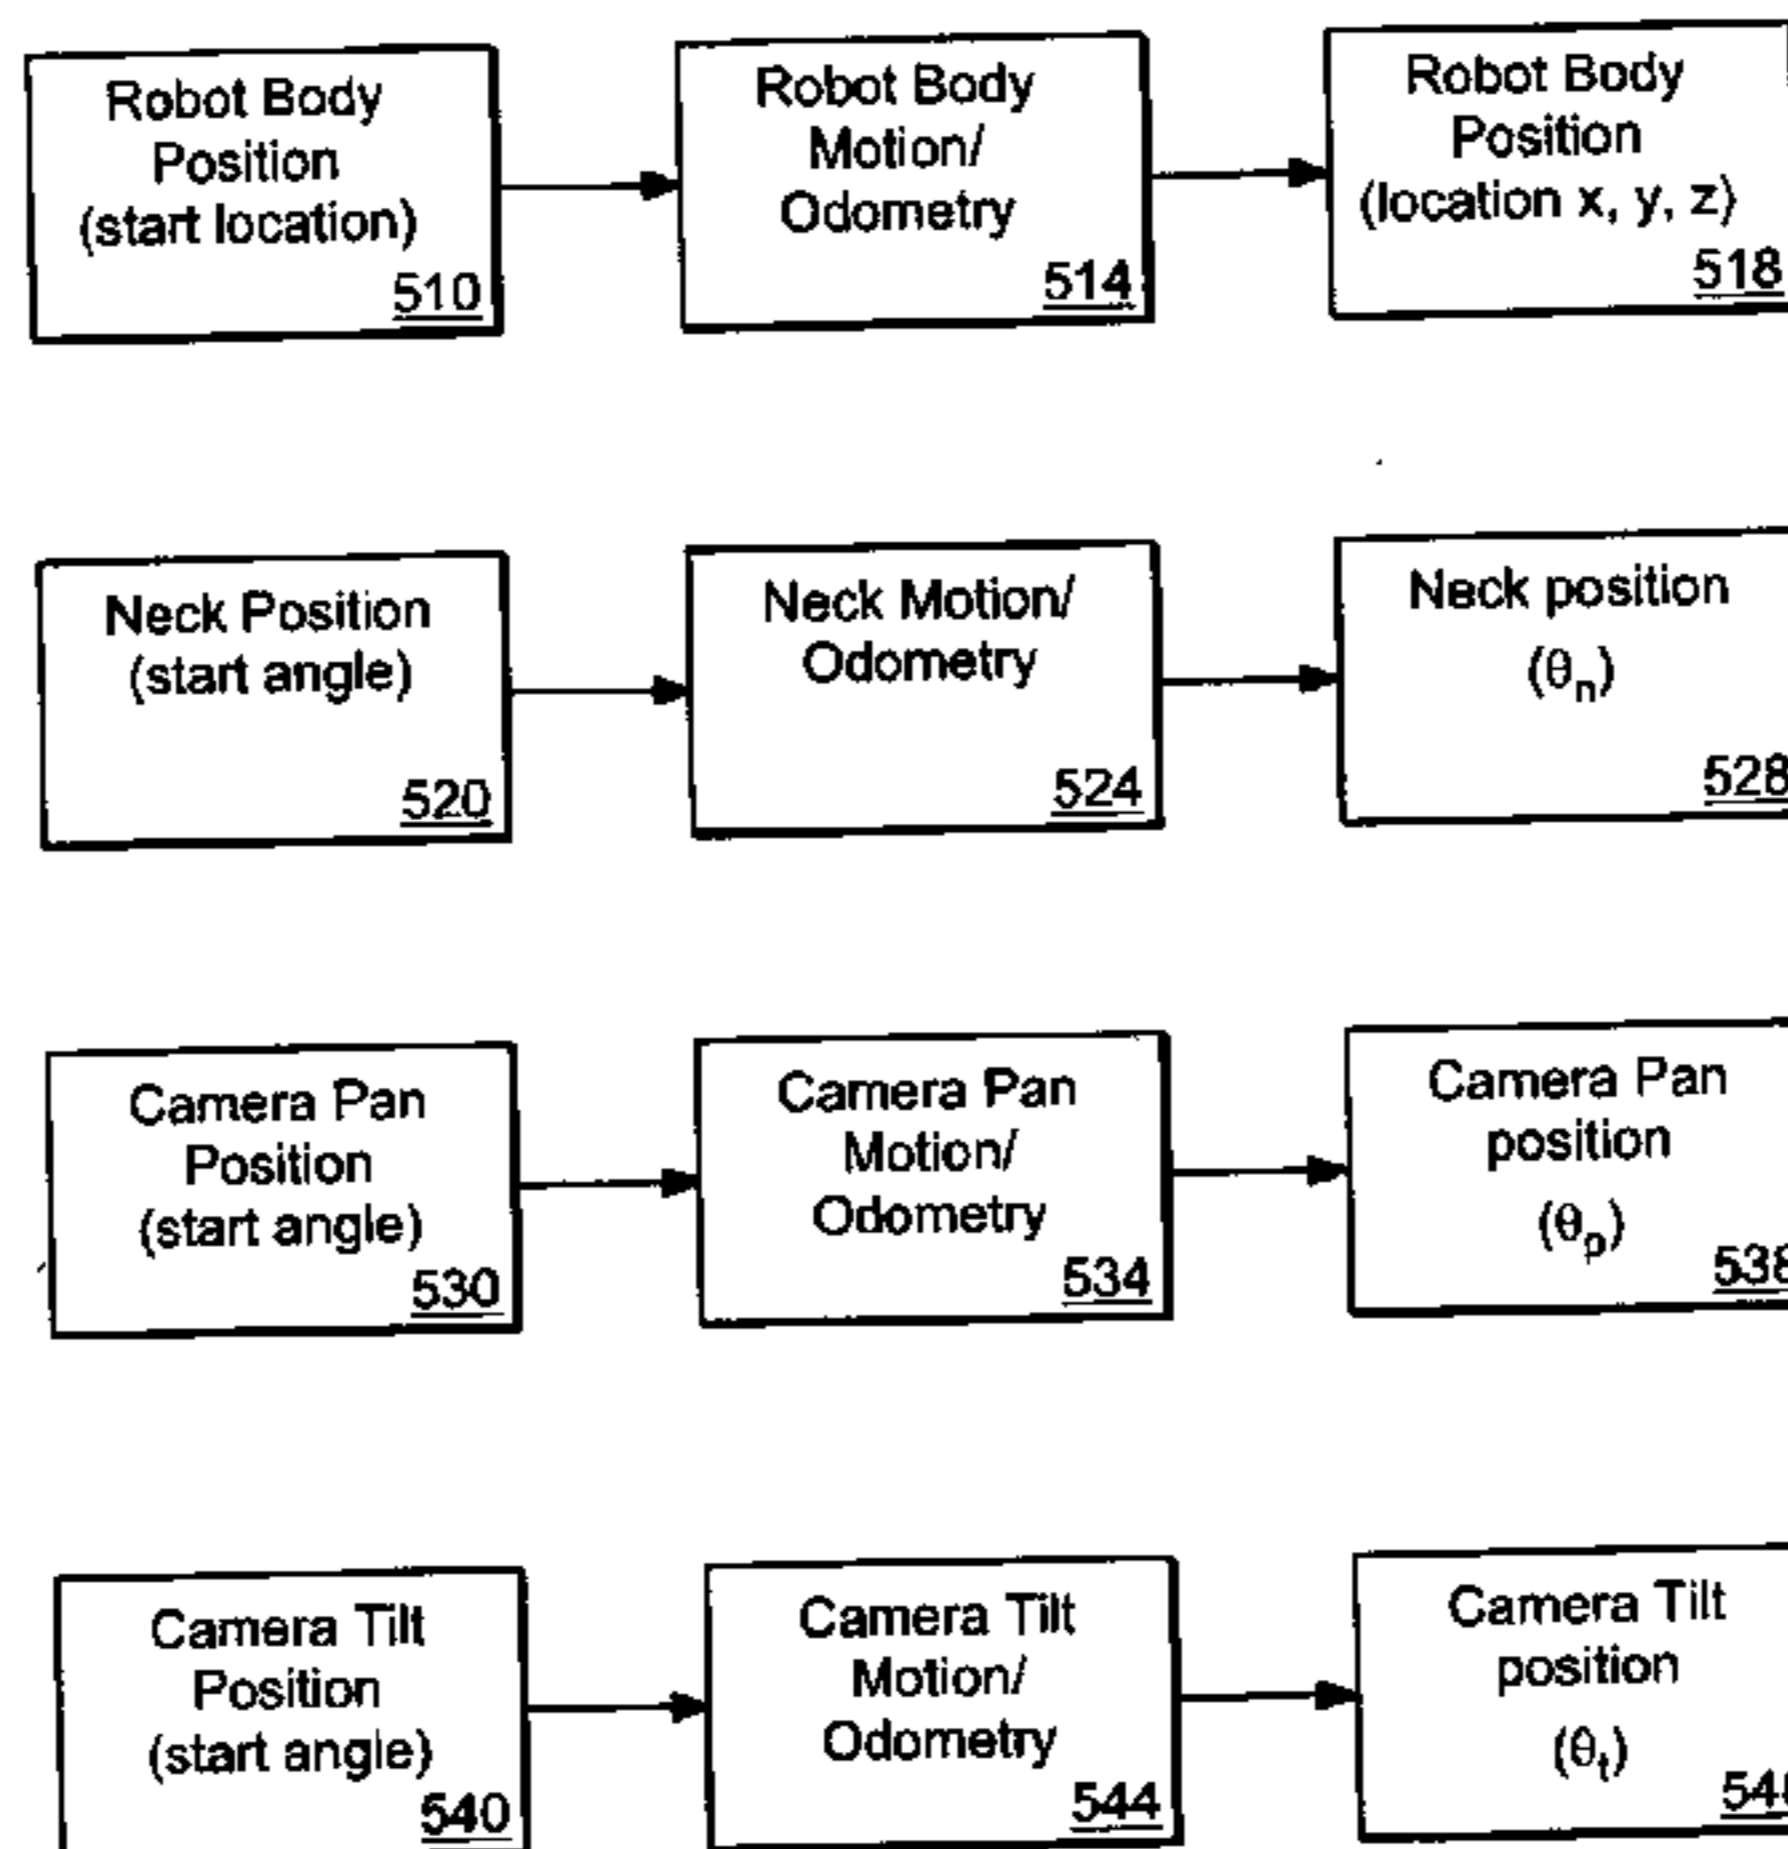 Robot Body
Position
(start location)
510
Robot Body
Motion/
Odometry
514
Robot Body
Position
(location x, y, z)
518
Neck Position
(start angle)
520
Neck Motion/
Odometry
524
Neck position
(θn)
528
Camera Pan
Position
(start angle)
530
Camera Pan
Motion/
Odometry
534
Camera Pan
position
(θp)
538
Camera Tilt
Position
(start angle)
540
Camera Tilt
Motion/
Odometry
544
Camera Tilt
position
(θt)